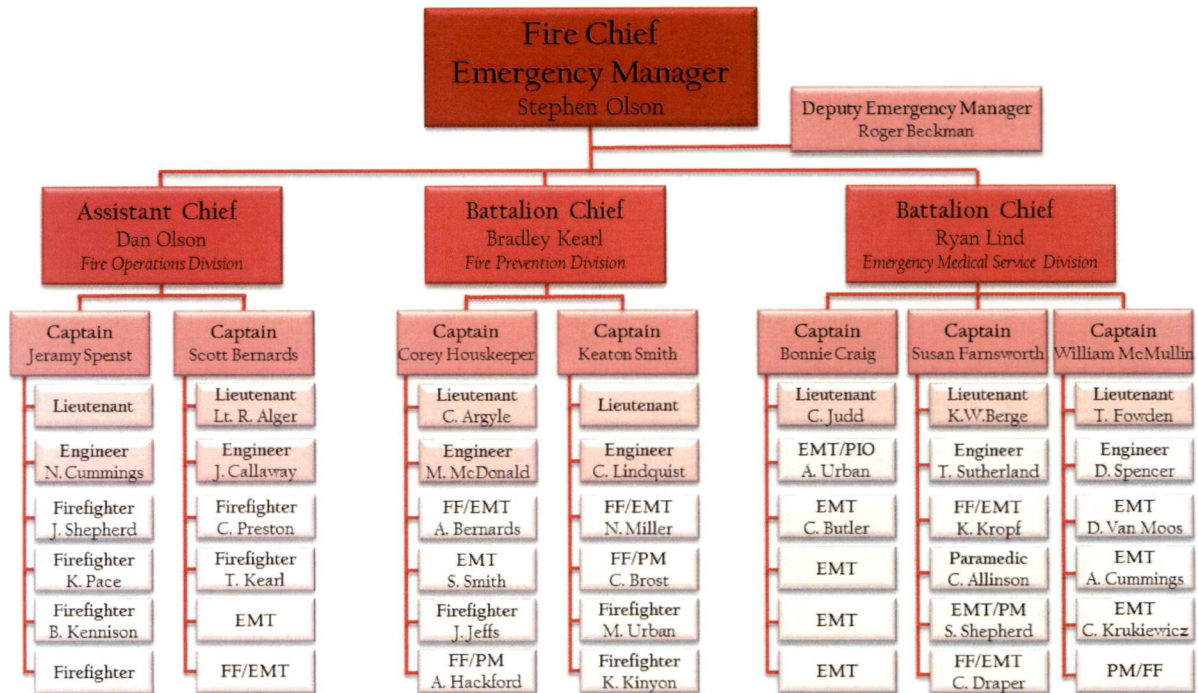 Fire Chief
Emergency Manager
Stephen Olson
Deputy Emergency Manager
Roger Beckman
Assistant Chief
Dan Olson
Fire Operations Division
Battalion Chief
Bradley Kearl
Fire Prevention Division
Battalion Chief
Ryan Lind
Emergency Medical Service Division
Captain
Jeramy Spenst
Lieutenant
Engineer
N. Cummings
Firefighter
J. Shepherd
Firefighter
K. Pace
Firefighter
B. Kennison
Firefighter
Captain
Scott Bernards
Lieutenant
Lt. R. Alger
Engineer
J. Callaway
Firefighter
C. Preston
Firefighter
T. Kearl
EMT
FF/EMT
Captain
Corey Houskeeper
Lieutenant
C. Argyle
Engineer
M. McDonald
FF/EMT
A. Bernards
EMT
S. Smith
Firefighter
J. Jeffs
FF/PM
A. Hackford
Captain
Keaton Smith
Lieutenant
Engineer
C. Lindquist
FF/EMT
N. Miller
FF/PM
C. Brost
Firefighter
M. Urban
Firefighter
K. Kinyon
Captain
Bonnie Craig
Lieutenant
C. Judd
EMT/PIO
A. Urban
EMT
C. Butler
EMT
EMT
EMT
Captain
Susan Farnsworth
Lieutenant
K.W.Berge
Engineer
T. Sutherland
FF/EMT
K. Kropf
Paramedic
C. Allinson
EMT/PM
S. Shepherd
FF/EMT
C. Draper
Captain
William McMullin
Lieutenant
T. Fowden
Engineer
D. Spencer
EMT
D. Van Moos
EMT
A. Cummings
EMT
C. Krukiewicz
PM/FF